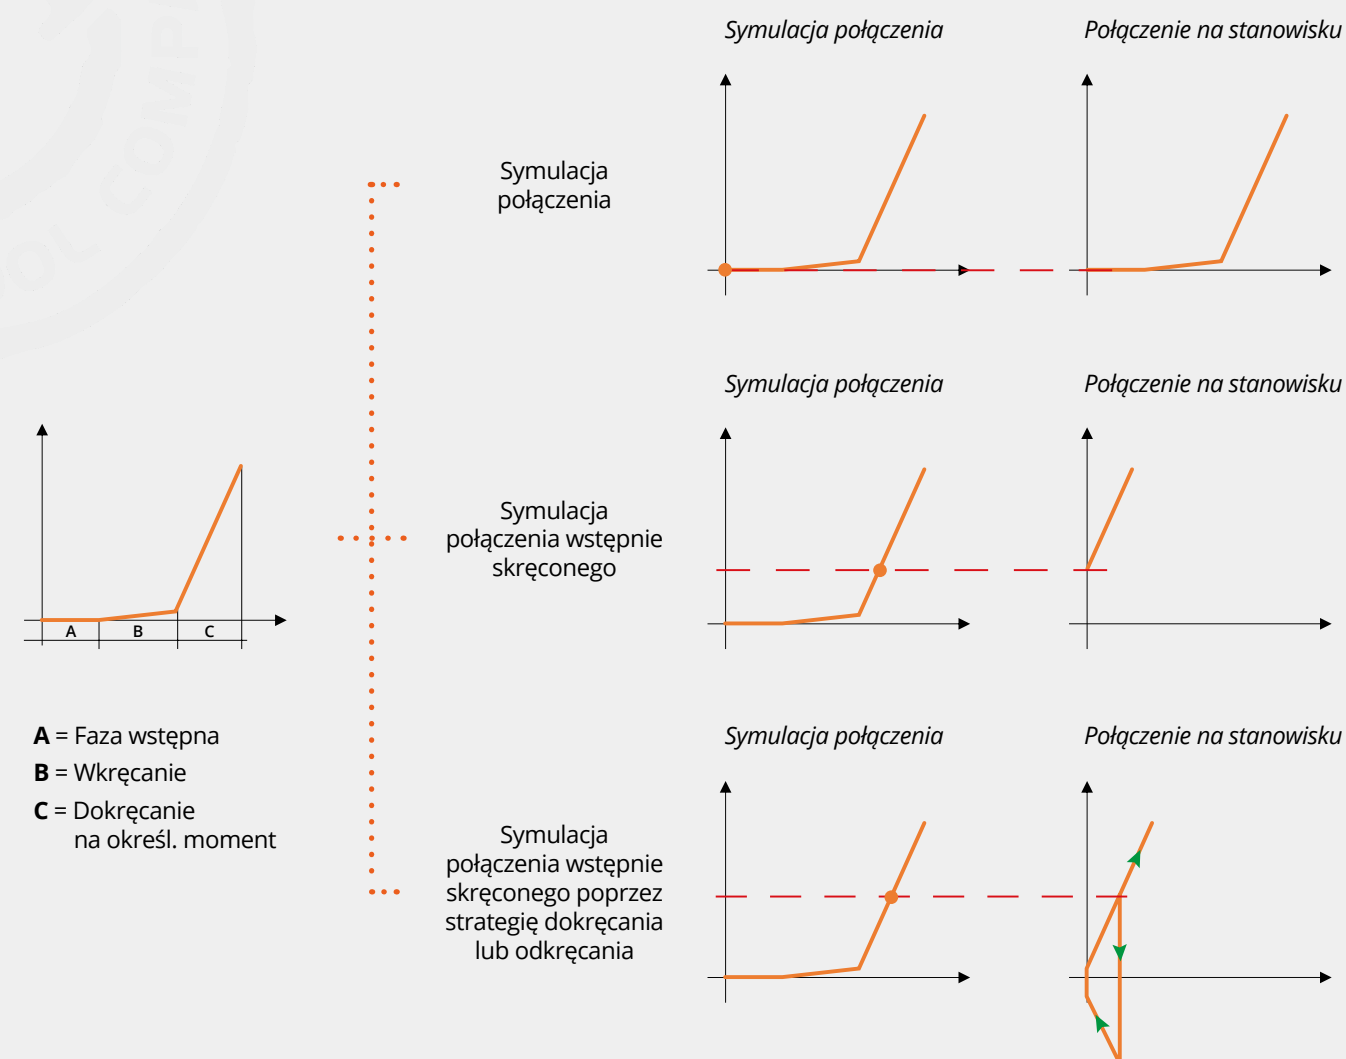 Symulacja połączenia
Połączenie na stanowisku
Symulacja
połączenia
Symulacja połączenia
Połączenie na stanowisku
Symulacja
połączenia wstępnie
skręconego
A
B
C
A = Faza wstępna
B = Wkręcanie
C = Dokręcanie
na określ. moment
Symulacja połączenia
Połączenie na stanowisku
Symulacja
połączenia wstępnie
skręconego poprzez
strategię dokręcania
lub odkręcania